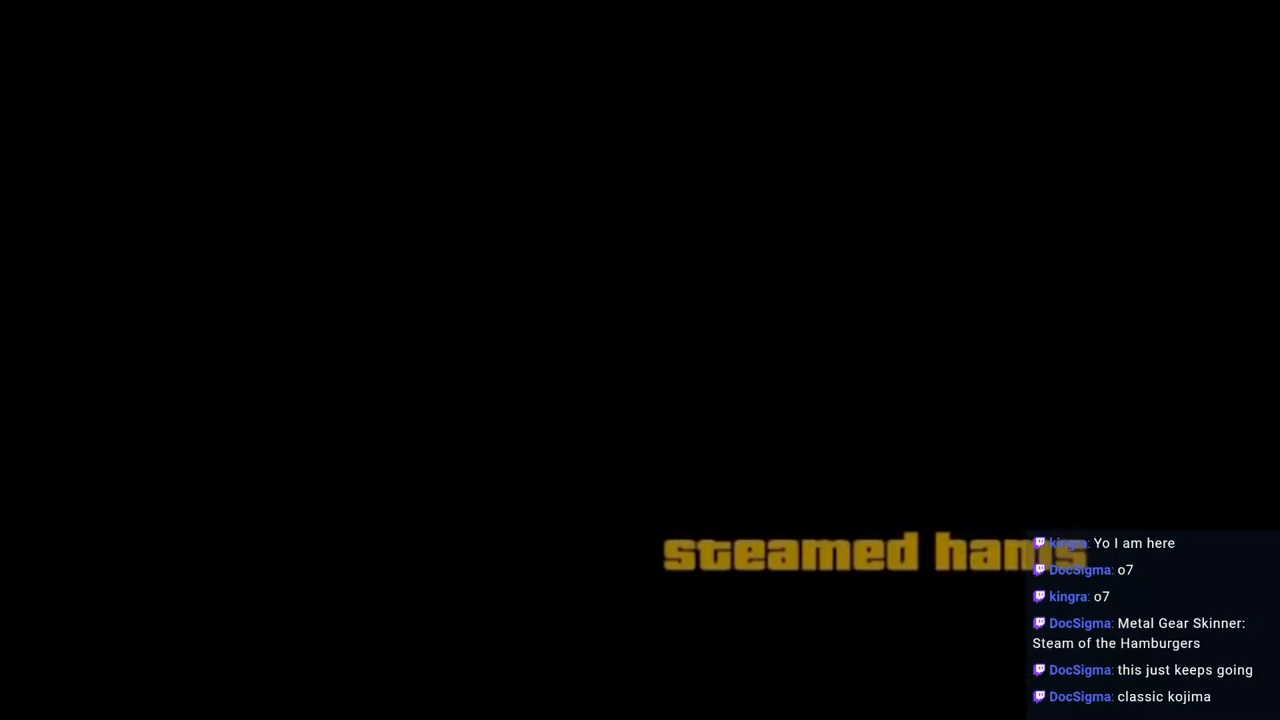 steamed hams
kingra: Yo I am here
DocSigma: o7
kingra: o7
DocSigma: Metal Gear Skinner:
Steam of the Hamburgers
DocSigma: this just keeps going
DocSigma: classic kojima